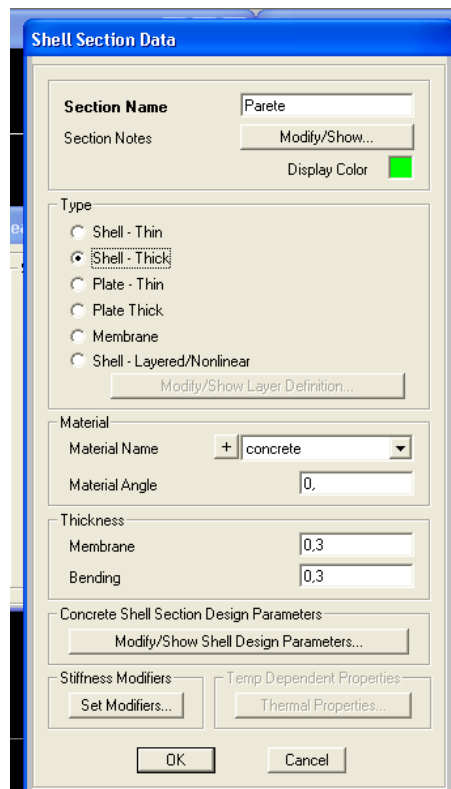 Shell Section Data
Section Name Parete
Section Notes Modify/Show...
Display Color
Type
Shell - Thin
Shell - Thick
Plate - Thin
Plate Thick
Membrane
Shell - Layered/Nonlinear
Modify/Show Layer Definition...
Material
Material Name + concrete
Material Angle 0,
Thickness
Membrane 0,3
Bending 0,3
Concrete Shell Section Design Parameters
Modify/Show Shell Design Parameters...
Stiffness Modifiers Temp Dependent Properties
Set Modifiers... Thermal Properties...
OK Cancel